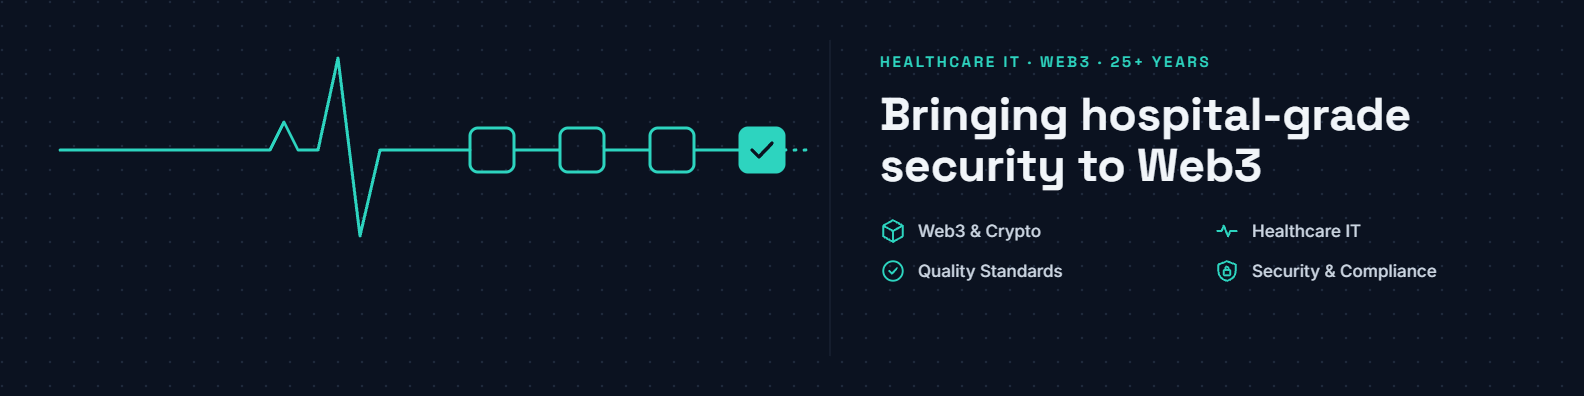 HEALTHCARE IT · WEB3 · 25+ YEARS
Bringing hospital-grade
security to Web3
Web3 & Crypto
Healthcare IT
Quality Standards
Security & Compliance